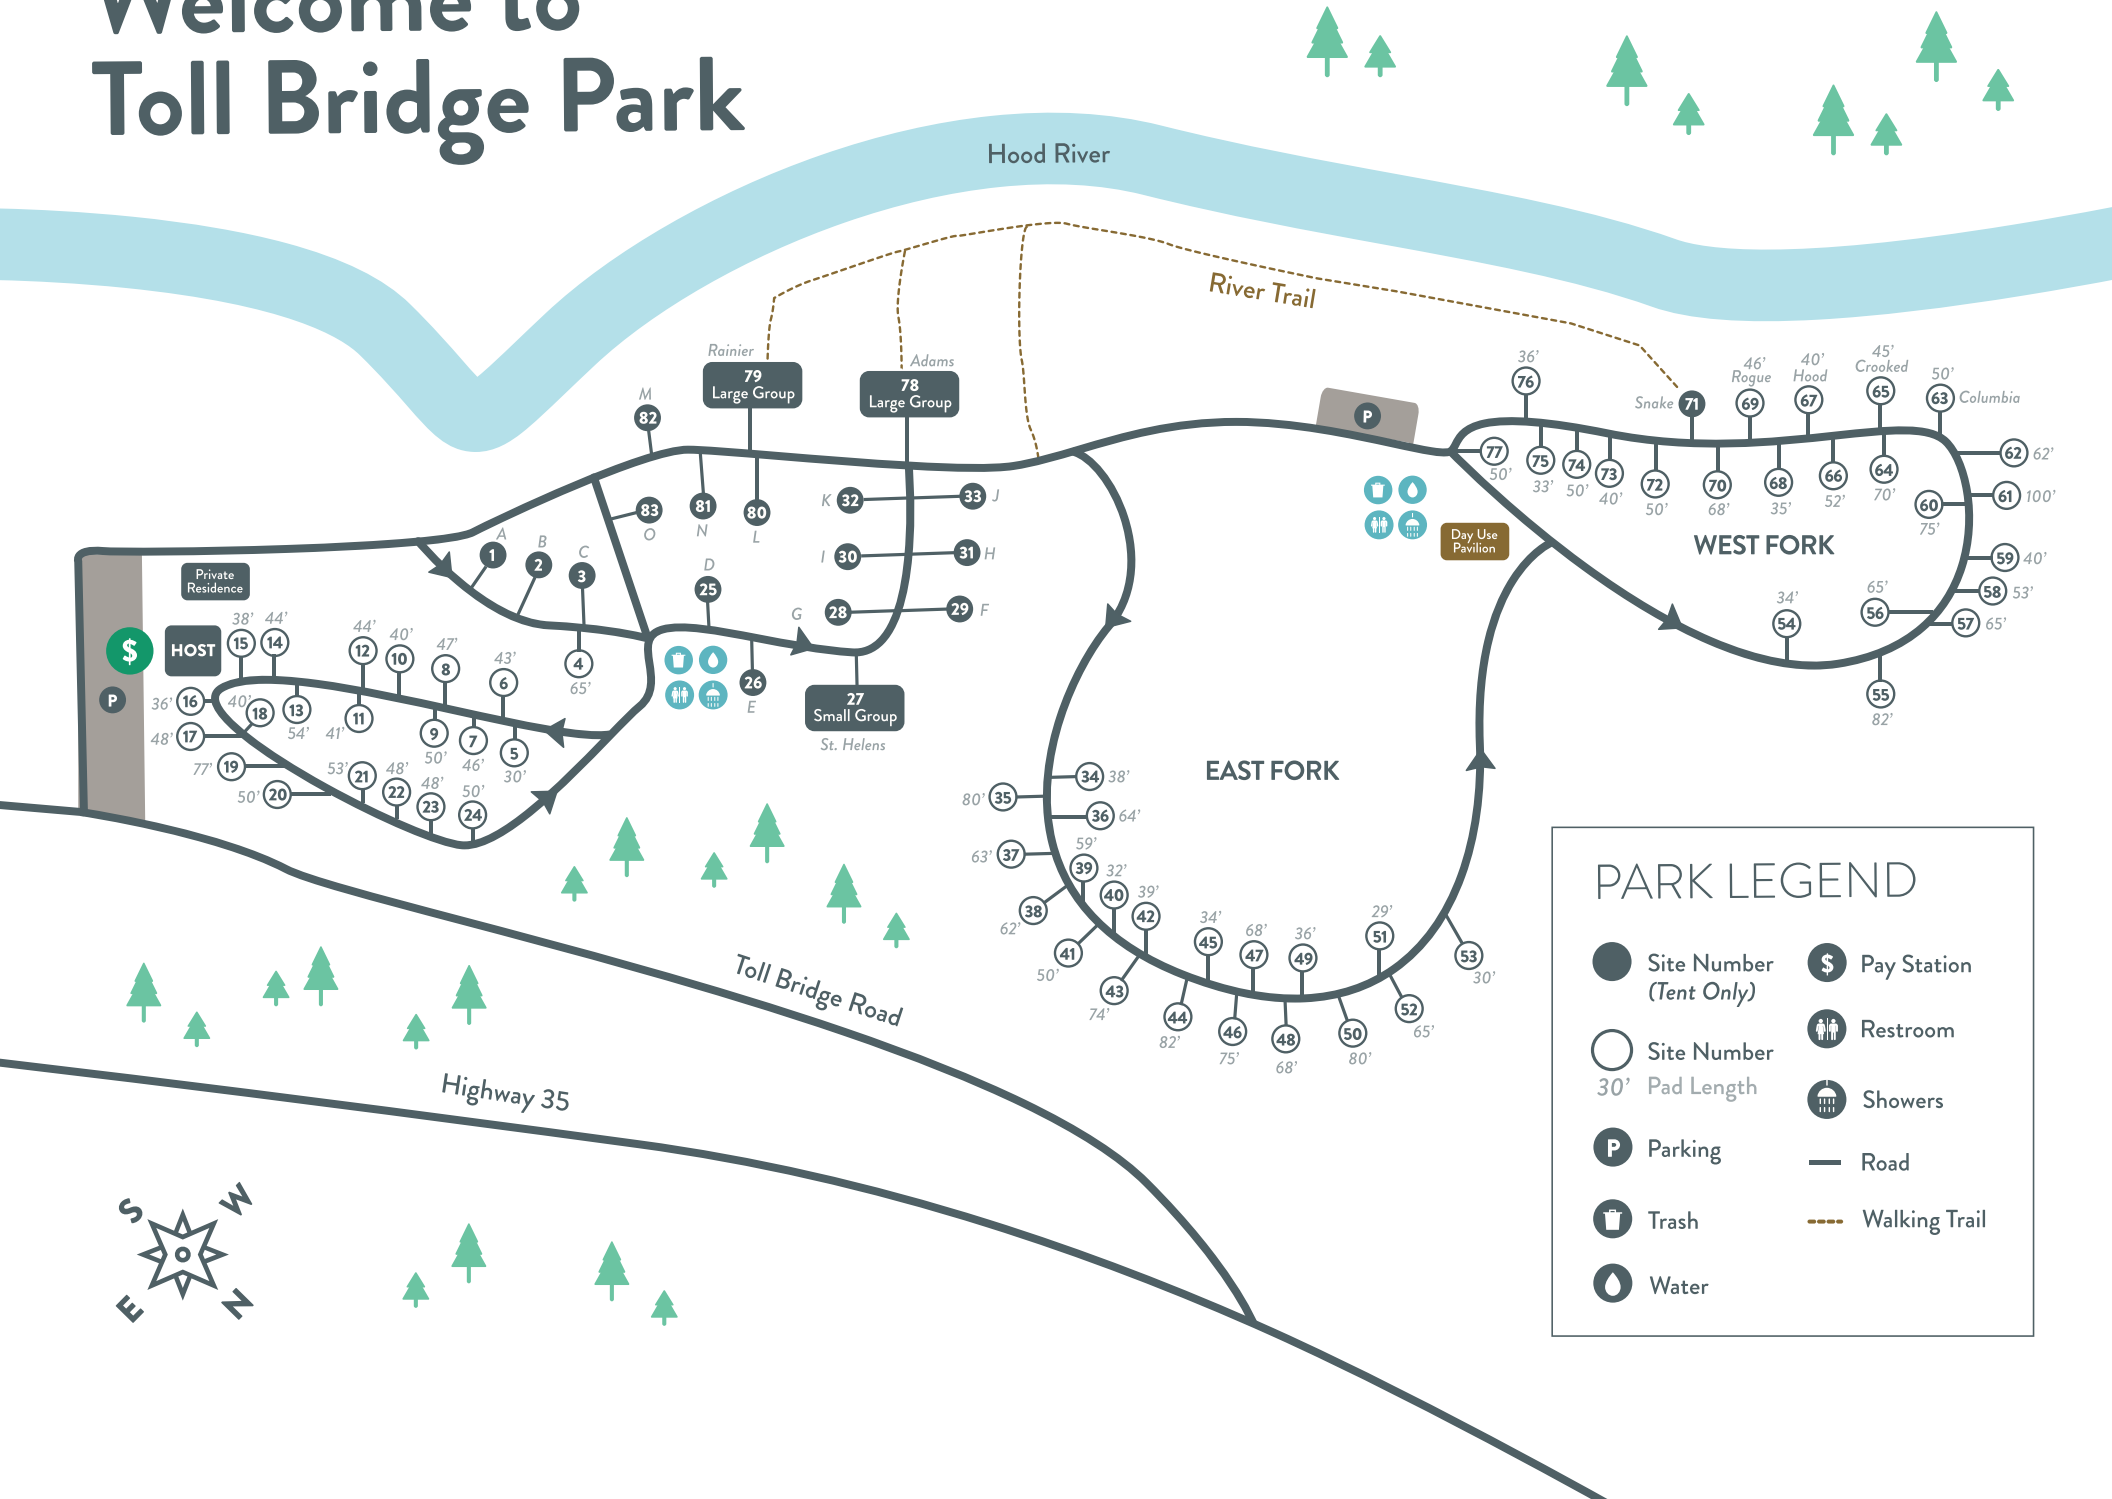 Welcome to
Toll Bridge Park
Hood River
River Trail
Rainier
79
Large Group
Adams
78
Large Group
M
82
83
O
81
N
80
L
K
32
33
J
I
30
31
H
G
28
29
F
D
25
26
E
27
Small Group
St. Helens
A
1
B
2
C
3
4
65'
Private
Residence
$
P
HOST
38'
15
44'
14
44'
12
40'
10
47'
8
43'
6
36'
16
40'
18
13
54'
41'
11
9
50'
7
46'
5
30'
48'
17
77'
19
50'
20
53'
21
48'
22
48'
23
50'
24
P
Day Use
Pavilion
36'
76
77
50'
75
33'
74
50'
73
40'
72
50'
Snake
71
70
68'
46'
Rogue
69
68
35'
40'
Hood
67
66
52'
45'
Crooked
65
64
70'
50'
63
Columbia
62
62'
61
100'
60
75'
59
40'
58
53'
57
65'
65'
56
55
82'
34'
54
WEST FORK
EAST FORK
34
38'
80'
35
36
64'
63'
37
59'
39
38
62'
32'
40
41
50'
39'
42
43
74'
44
82'
34'
45
46
75'
68'
47
48
68'
36'
49
50
80'
29'
51
52
65'
53
30'
Toll Bridge Road
Highway 35
S
W
E
N
PARK LEGEND
Site Number
(Tent Only)
Site Number
30' Pad Length
P Parking
Trash
Water
$ Pay Station
Restroom
Showers
Road
Walking Trail